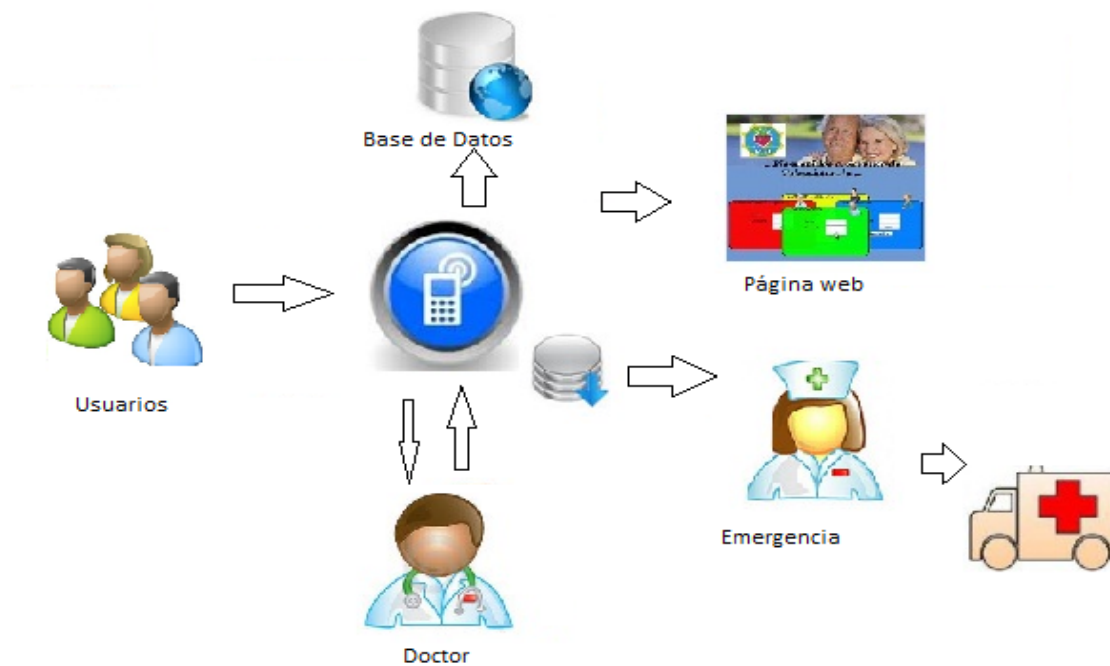 Base de Datos
Página web
Usuarios
Emergencia
Doctor